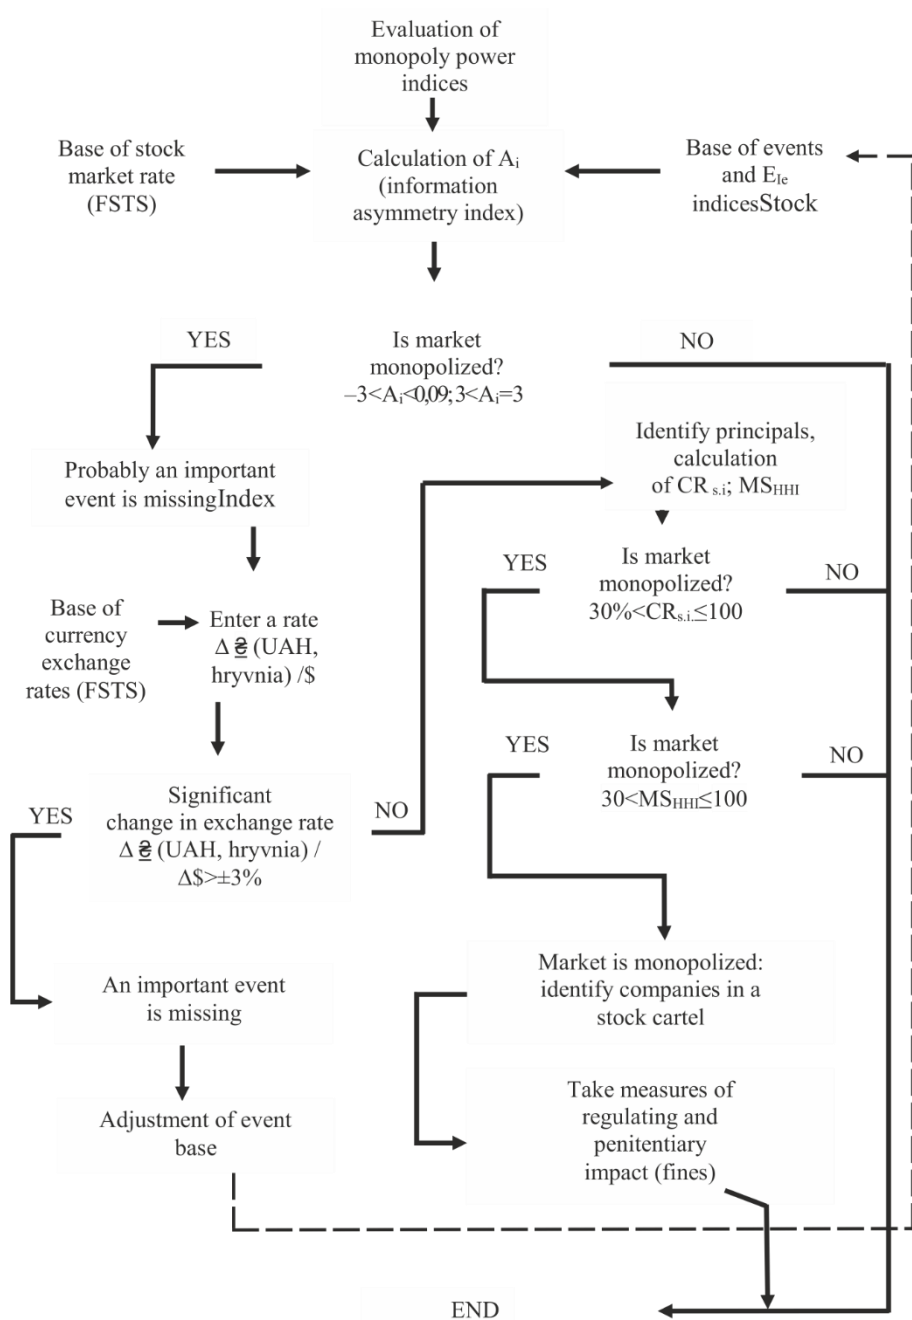 Evaluation of
monopoly power
indices
Base of stock
market rate
(FSTS)
Calculation of Aᵢ
(information
asymmetry index)
Base of events
and E_Ie
indicesStock
YES
Is market
monopolized?
–3<Aᵢ<0,09; 3<Aᵢ=3
NO
Probably an important
event is missingIndex
Identify principals,
calculation
of CR s.i; MS_HHI
Base of
currency
exchange
rates (FSTS)
Enter a rate
Δ ₴ (UAH,
hryvnia) /$
YES
Is market
monopolized?
30%<CR_s.i.≤100
NO
YES
Is market
monopolized?
30<MS_HHI≤100
NO
YES
Significant
change in exchange rate
Δ ₴ (UAH, hryvnia) /
Δ$>±3%
NO
An important event
is missing
Market is monopolized:
identify companies in a
stock cartel
Adjustment of event
base
Take measures of
regulating and
penitentiary
impact (fines)
END